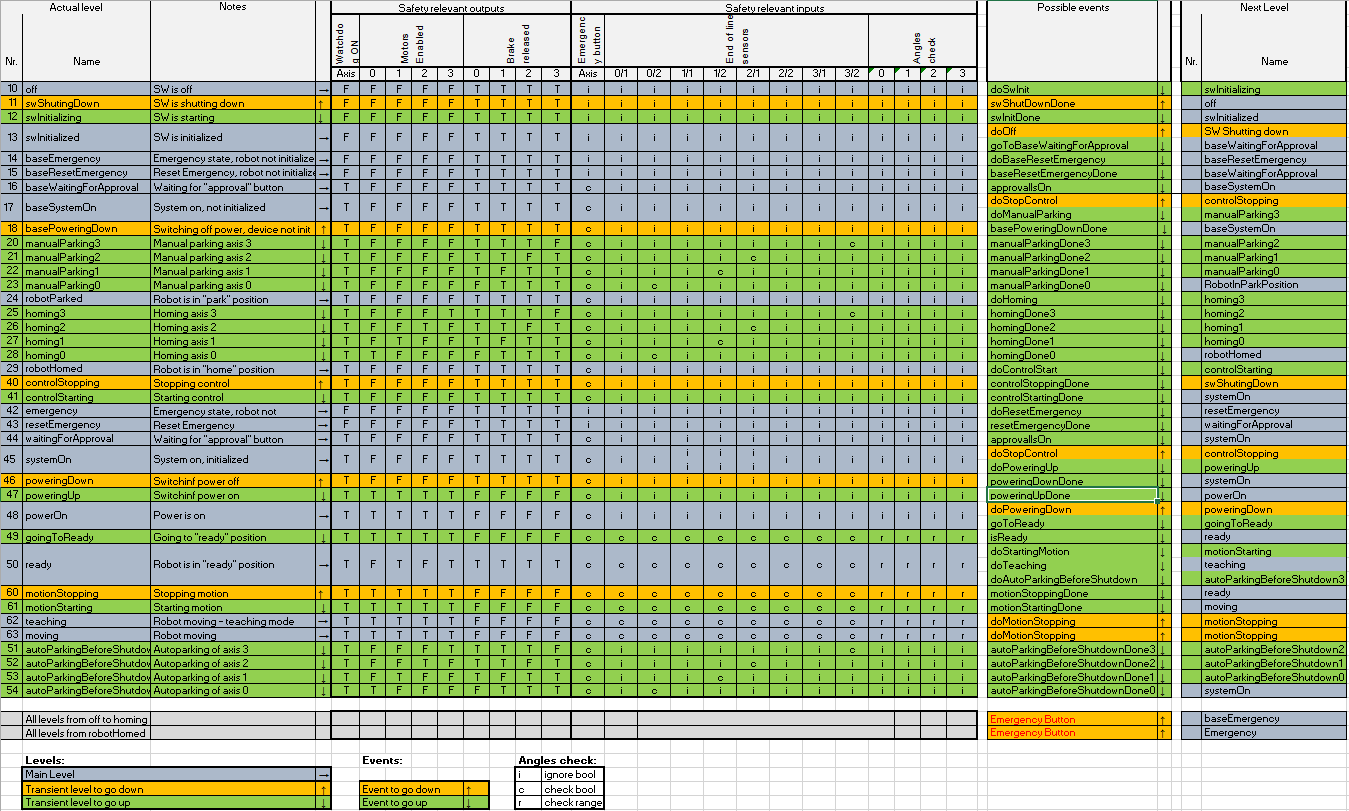 Actual level Notes Safety relevant outputs Safety relevant inputs Possible events Next Level
Nr. Name Watchdog ON Motors Enabled Brake released Emergency button End of line sensors Angles check Nr. Name
Axis 0 1 2 3 0 1 2 3 Axis 0/1 0/2 1/1 1/2 2/1 2/2 3/1 3/2 0 1 2 3
10 off SW is off → F F F F F T T T T i i i i i i i i i i i i i doSwInit ↓ swInitializing
11 swShutingDown SW is shutting down ↑ F F F F F T T T T i i i i i i i i i i i i i swShutDownDone ↑ off
12 swInitializing SW is starting ↓ F F F F F T T T T i i i i i i i i i i i i i swInitDone ↓ swInitialized
13 swInitialized SW is initialized → F F F F F T T T T i i i i i i i i i i i i i doOff ↑ SW Shutting down
goToBaseWaitingForApproval ↓ baseWaitingForApproval
14 baseEmergency Emergency state, robot not initialize → F F F F F T T T T i i i i i i i i i i i i i doBaseResetEmergency ↓ baseResetEmergency
15 baseResetEmergency Reset Emergency, robot not initialize → F F F F F T T T T i i i i i i i i i i i i i baseResetEmergencyDone ↓ baseWaitingForApproval
16 baseWaitingForApproval Waiting for "approval" button → T F F F F T T T T c i i i i i i i i i i i i approvalIsOn ↓ baseSystemOn
17 baseSystemOn System on, not initialized → T F F F F T T T T c i i i i i i i i i i i i doStopControl ↑ controlStopping
doManualParking ↓ manualParking3
18 basePoweringDown Switching off power, device not init ↑ T F F F F T T T T c i i i i i i i i i i i i basePoweringDownDone ↓ baseSystemOn
20 manualParking3 Manual parking axis 3 ↓ T F F F F T T T F c i i i i i i i c i i i i manualParkingDone3 ↓ manualParking2
21 manualParking2 Manual parking axis 2 ↓ T F F F F T T F T c i i i i c i i i i i i i manualParkingDone2 ↓ manualParking1
22 manualParking1 Manual parking axis 1 ↓ T F F F F T F T T c i i i c i i i i i i i i manualParkingDone1 ↓ manualParking0
23 manualParking0 Manual parking axis 0 ↓ T F F F F F T T T c i c i i i i i i i i i i manualParkingDone0 ↓ RobotInParkPosition
24 robotParked Robot is in "park" position → T F F F F T T T T c i i i i i i i i i i i i doHoming ↓ homing3
25 homing3 Homing axis 3 ↓ T F F F T T T T F c i i i i i i i c i i i i homingDone3 ↓ homing2
26 homing2 Homing axis 2 ↓ T F F T F T T F T c i i i i c i i i i i i i homingDone2 ↓ homing1
27 homing1 Homing axis 1 ↓ T F T F F T F T T c i i i c i i i i i i i i homingDone1 ↓ homing0
28 homing0 Homing axis 0 ↓ T T F F F F T T T c i c i i i i i i i i i i homingDone0 ↓ robotHomed
29 robotHomed Robot is in "home" position → T F F F F T T T T c i i i i i i i i i i i i doControlStart ↓ controlStarting
40 controlStopping Stopping control ↑ T F F F F T T T T c i i i i i i i i i i i i controlStoppingDone ↓ swShutingDown
41 controlStarting Starting control ↓ T F F F F T T T T c i i i i i i i i i i i i controlStartingDone ↓ systemOn
42 emergency Emergency state, robot not → F F F F F T T T T i i i i i i i i i i i i i doResetEmergency ↓ resetEmergency
43 resetEmergency Reset Emergency → F F F F F T T T T i i i i i i i i i i i i i resetEmergencyDone ↓ waitingForApproval
44 waitingForApproval Waiting for "approval" button → T F F F F T T T T c i i i i i i i i i i i i approvalIsOn ↓ systemOn
45 systemOn System on, initialized → T F F F F T T T T c i i i i i i i i i i i i doStopControl ↑ controlStopping
doPoweringUp ↓ poweringUp
46 poweringDown Switchinf power off ↑ T F F F F T T T T c i i i i i i i i i i i i poweringDownDone ↓ systemOn
47 poweringUp Switchinf power on ↓ T T T T T F F F F c i i i i i i i i i i i i poweringUpDone ↓ powerOn
48 powerOn Power is on → T T T T T F F F F c i i i i i i i i i i i i doPoweringDown ↑ poweringDown
goToReady ↓ goingToReady
49 goingToReady Going to "ready" position ↓ T T T T T F F F F c c c c c c c c c r r r r isReady ↓ ready
50 ready Robot is in "ready" position → T F T F T T T T T c c c c c c c c c r r r r doStartingMotion ↓ motionStarting
doTeaching ↓ teaching
doAutoParkingBeforeShutdown ↓ autoParkingBeforeShutdown3
60 motionStopping Stopping motion ↑ T T T T T F F F F c c c c c c c c c r r r r motionStoppingDone ↓ ready
61 motionStarting Starting motion ↓ T T T T T F F F F c c c c c c c c c r r r r motionStartingDone ↓ moving
62 teaching Robot moving - teaching mode → T T T T T F F F F c c c c c c c c c r r r r doMotionStopping ↑ motionStopping
63 moving Robot moving → T T T T T F F F F c c c c c c c c c r r r r doMotionStopping ↑ motionStopping
51 autoParkingBeforeShutdow Autoparking of axis 3 ↓ T F F F T T T T F c i i i i i i i c i i i i autoParkingBeforeShutdownDone3 ↓ autoParkingBeforeShutdown2
52 autoParkingBeforeShutdow Autoparking of axis 2 ↓ T F F T F T T F T c i i i i c i i i i i i i autoParkingBeforeShutdownDone2 ↓ autoParkingBeforeShutdown1
53 autoParkingBeforeShutdow Autoparking of axis 1 ↓ T F T F F T F T T c i i i c i i i i i i i i autoParkingBeforeShutdownDone1 ↓ autoParkingBeforeShutdown0
54 autoParkingBeforeShutdow Autoparking of axis 0 ↓ T T F F F F T T T c i c i i i i i i i i i i autoParkingBeforeShutdownDone0 ↓ systemOn
All levels from off to homing Emergency Button ↑ baseEmergency
All levels from robotHomed Emergency Button ↑ Emergency
Levels: Events: Angles check:
Main Level → i ignore bool
Transient level to go down ↑ Event to go down ↑ c check bool
Transient level to go up ↓ Event to go up ↓ r check range